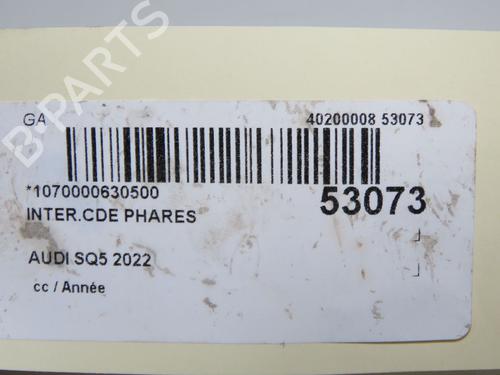 GA
40200008 53073
*1070000630500
53073
INTER.CDE PHARES
AUDI SQ5 2022
cc / Année
B-PARTS